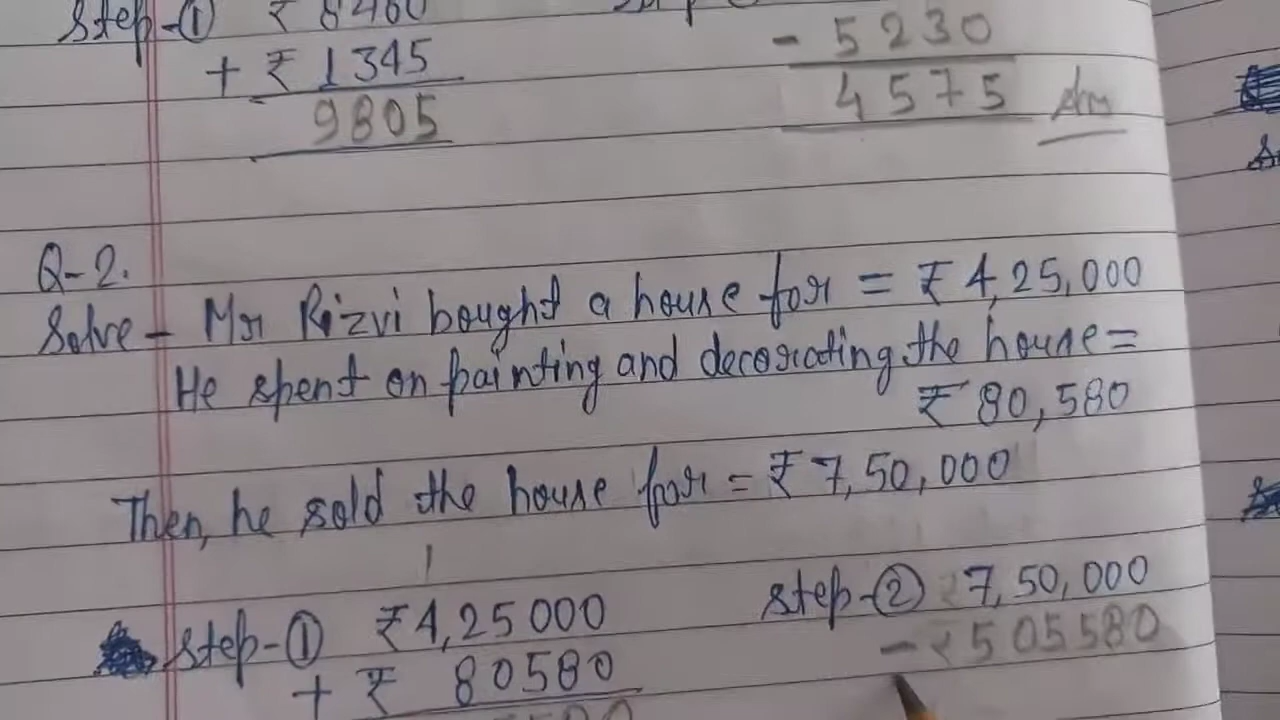 Step-① ₹ 8460
+ ₹ 1345
9805
- 5230
4575 Ans
Q-2.
Solve - Mr Rizvi bought a house for = ₹ 4,25,000
He spent on painting and decorating the house =
₹ 80,580
Then, he sold the house for = ₹ 7,50,000
1
step-① ₹4,25000
+ ₹ 80580
step-② 7,50,000
- ₹505580